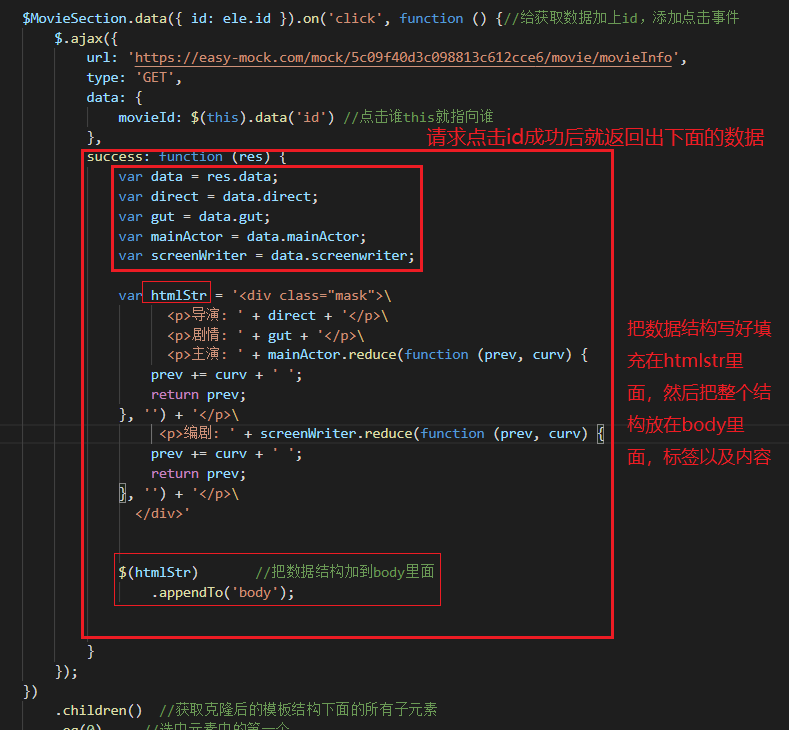 $MovieSection.data({ id: ele.id }).on('click', function () {//给获取数据加上id，添加点击事件
$.ajax({
url: 'https://easy-mock.com/mock/5c09f40d3c098813c612cce6/movie/movieInfo',
type: 'GET',
data: {
movieId: $(this).data('id') //点击谁this就指向谁
},
请求点击id成功后就返回出下面的数据
success: function (res) {
var data = res.data;
var direct = data.direct;
var gut = data.gut;
var mainActor = data.mainActor;
var screenWriter = data.screenwriter;
var htmlStr = '<div class="mask">\
<p>导演: ' + direct + '</p>\
<p>剧情: ' + gut + '</p>\
<p>主演: ' + mainActor.reduce(function (prev, curv) {
prev += curv + ' ';
return prev;
}, '') + '</p>\
<p>编剧: ' + screenWriter.reduce(function (prev, curv) {
prev += curv + ' ';
return prev;
}, '') + '</p>\
</div>'
把数据结构写好填
充在htmlstr里
面，然后把整个结
构放在body里
面，标签以及内容
$(htmlStr) //把数据结构加到body里面
.appendTo('body');
}
});
})
.children() //获取克隆后的模板结构下面的所有子元素
.eq(0) //选中元素中的第一个